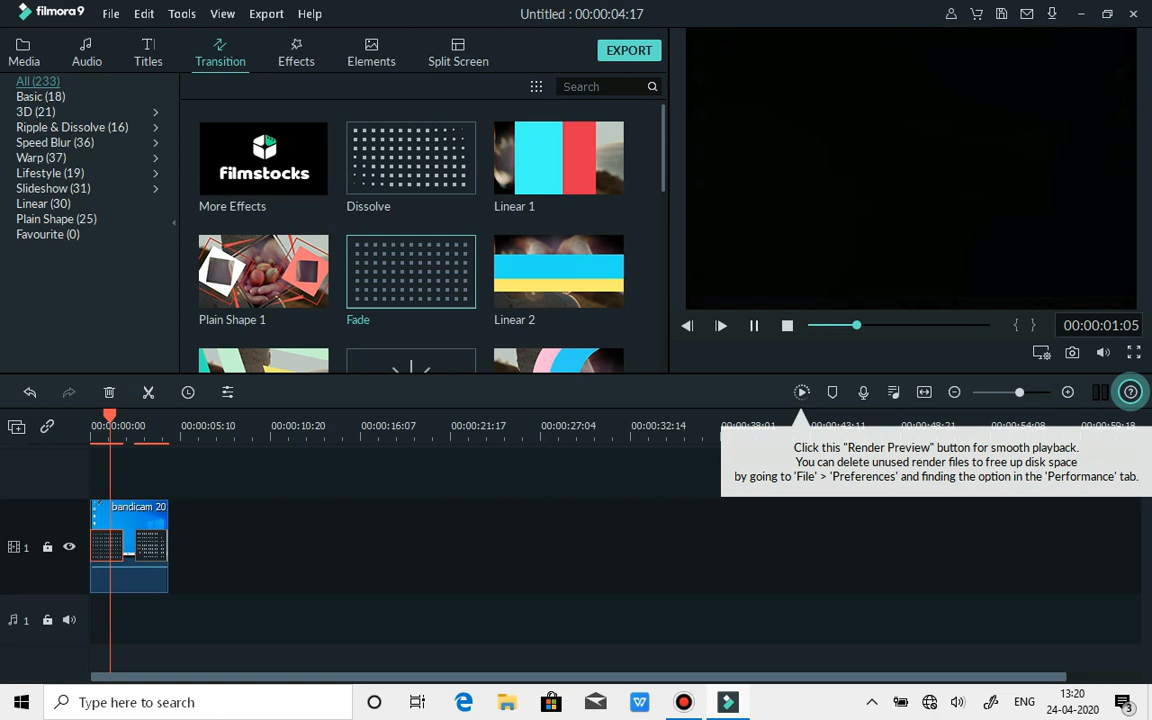 filmora9 File Edit Tools View Export Help Untitled : 00:00:04:17
Media Audio Titles Transition Effects Elements Split Screen EXPORT
All (233)
Basic (18)
3D (21)
Ripple & Dissolve (16)
Speed Blur (36)
Warp (37)
Lifestyle (19)
Slideshow (31)
Linear (30)
Plain Shape (25)
Favourite (0)
Search
filmstocks
More Effects Dissolve Linear 1
Plain Shape 1 Fade Linear 2
{ } 00:00:01:05
00:00:00:00 00:00:05:10 00:00:10:20 00:00:16:07 00:00:21:17 00:00:27:04 00:00:32:14
Click this "Render Preview" button for smooth playback.
You can delete unused render files to free up disk space
by going to 'File' > 'Preferences' and finding the option in the 'Performance' tab.
bandicam 20
1
1
Type here to search
ENG
13:20
24-04-2020
3